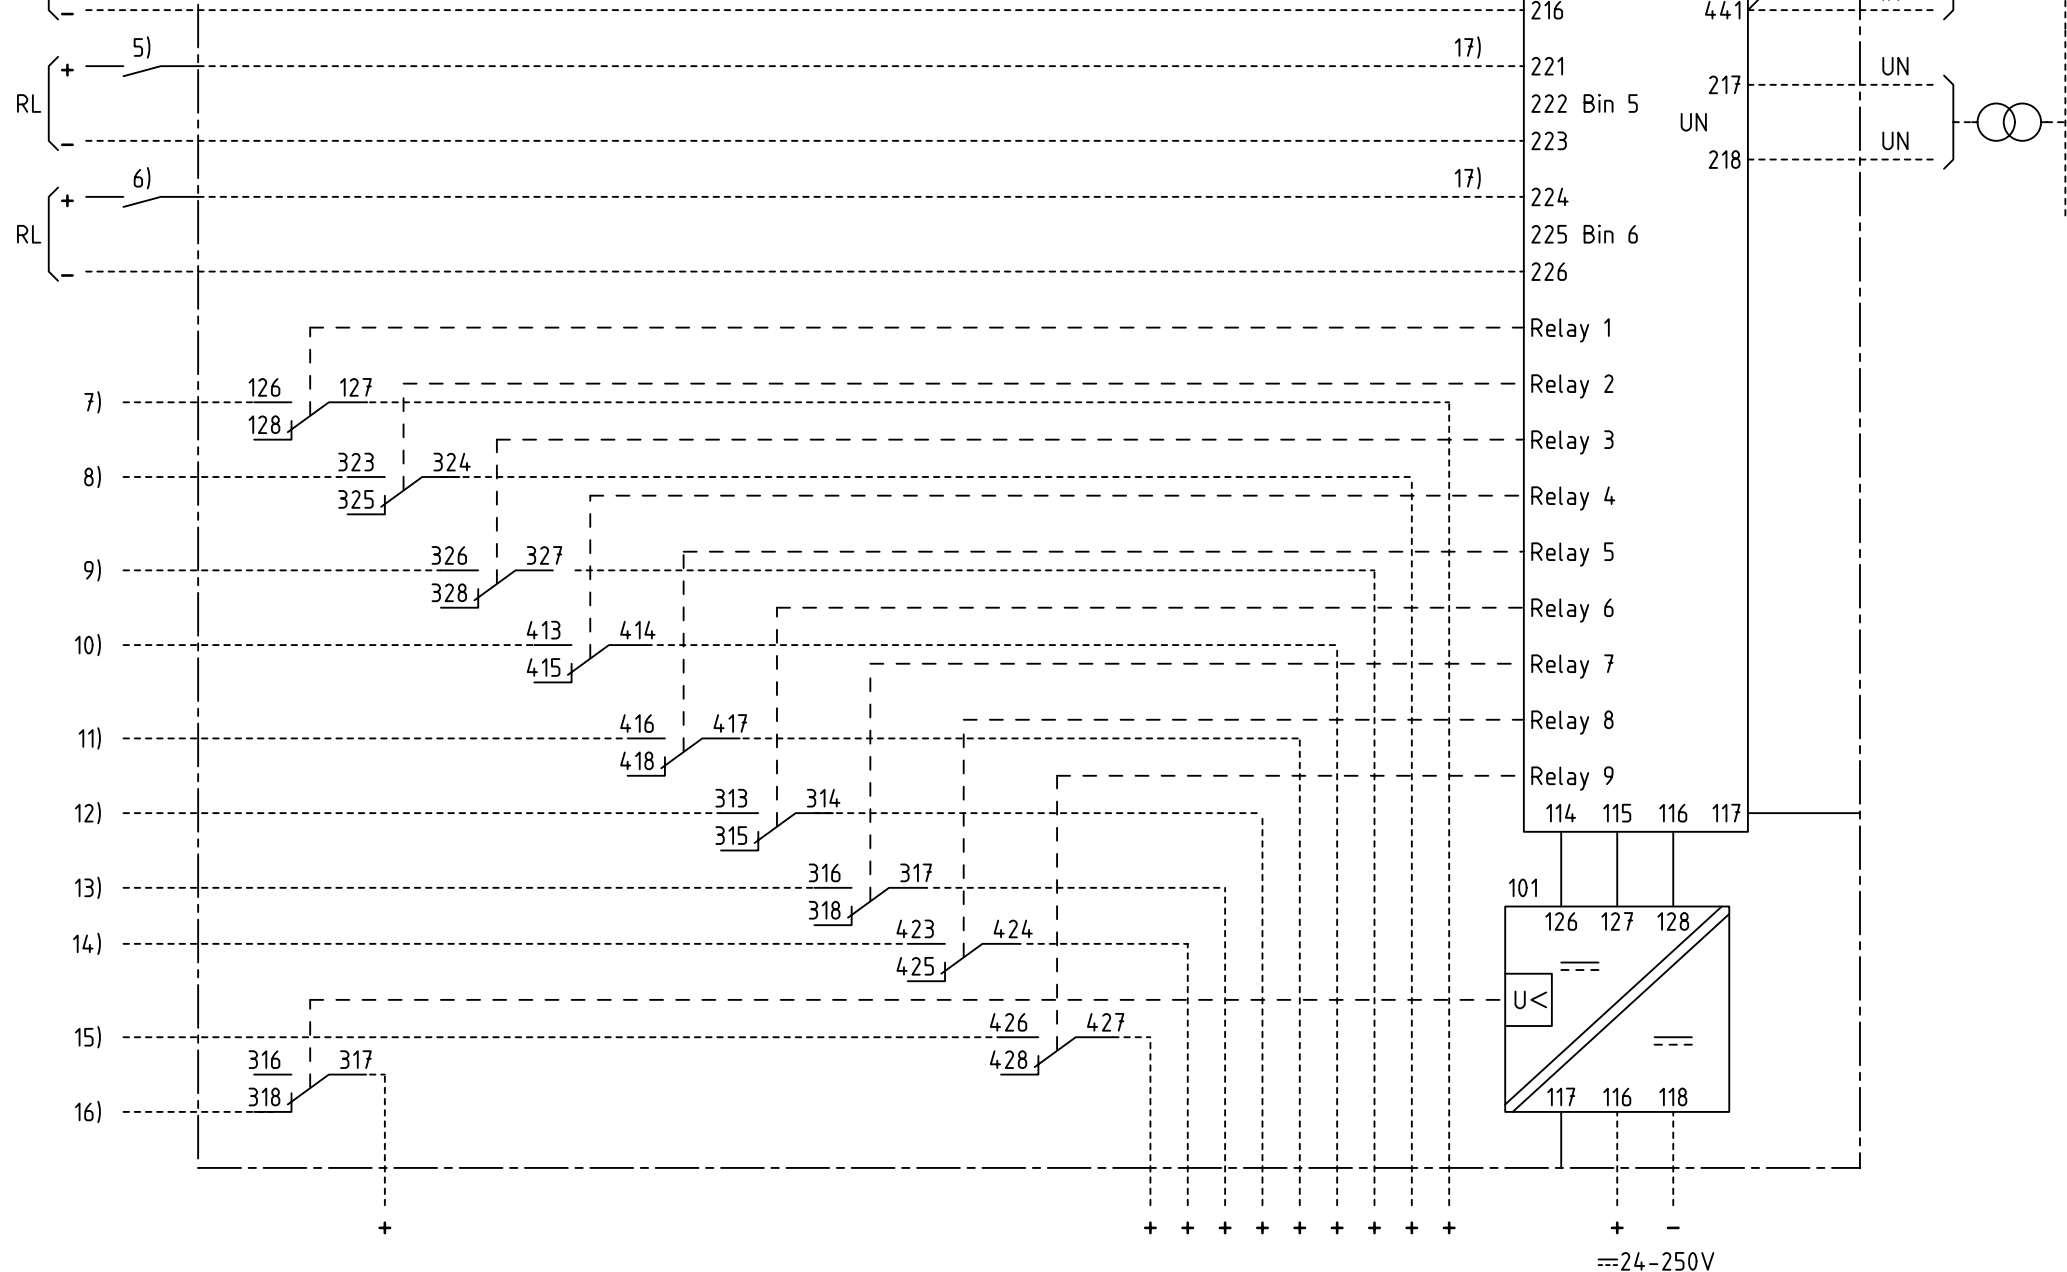 − 216 441
5) 17)
+ 221 UN
217
RL 222 Bin 5
UN
− 223 UN
218
6) 17)
+ 224
RL 225 Bin 6
− 226
Relay 1
126 127 Relay 2
7)
128 Relay 3
323 324
8)
325 Relay 4
326 327 Relay 5
9)
328 Relay 6
413 414
10)
415 Relay 7
416 417 Relay 8
11)
418 Relay 9
313 314 114 115 116 117
12)
315
316 317 101
13)
318 126 127 128
423 424
14)
425
U<
426 427
15)
316 317 428
318 117 116 118
16)
+ + + + + + + + + + + −
24-250V